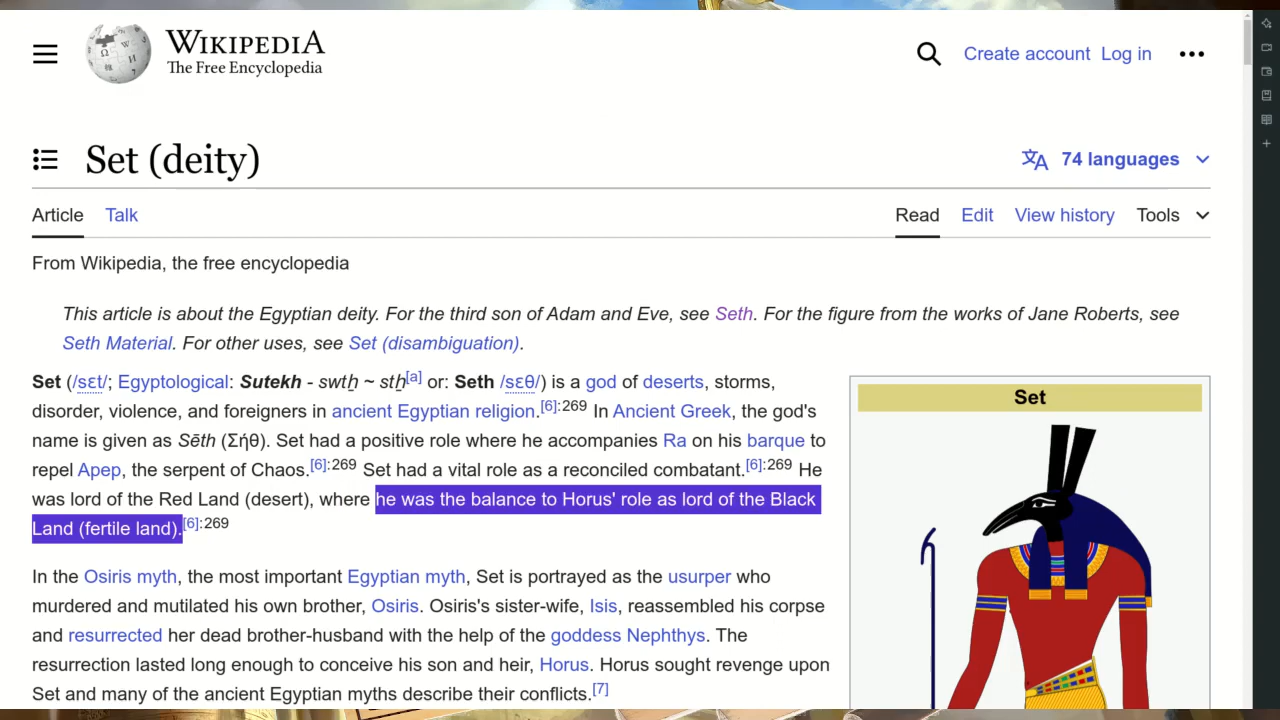 WIKIPEDIA
The Free Encyclopedia
Create account Log in
Set (deity)
74 languages
Article Talk
Read Edit View history Tools
From Wikipedia, the free encyclopedia
This article is about the Egyptian deity. For the third son of Adam and Eve, see Seth. For the figure from the works of Jane Roberts, see
Seth Material. For other uses, see Set (disambiguation).
Set (/sɛt/; Egyptological: Sutekh - swtẖ ~ stẖ[a] or: Seth /sɛθ/) is a god of deserts, storms,
disorder, violence, and foreigners in ancient Egyptian religion.[6]:269 In Ancient Greek, the god's
name is given as Sēth (Σήθ). Set had a positive role where he accompanies Ra on his barque to
repel Apep, the serpent of Chaos.[6]:269 Set had a vital role as a reconciled combatant.[6]:269 He
was lord of the Red Land (desert), where he was the balance to Horus' role as lord of the Black
Land (fertile land).[6]:269
In the Osiris myth, the most important Egyptian myth, Set is portrayed as the usurper who
murdered and mutilated his own brother, Osiris. Osiris's sister-wife, Isis, reassembled his corpse
and resurrected her dead brother-husband with the help of the goddess Nephthys. The
resurrection lasted long enough to conceive his son and heir, Horus. Horus sought revenge upon
Set and many of the ancient Egyptian myths describe their conflicts.[7]
Set